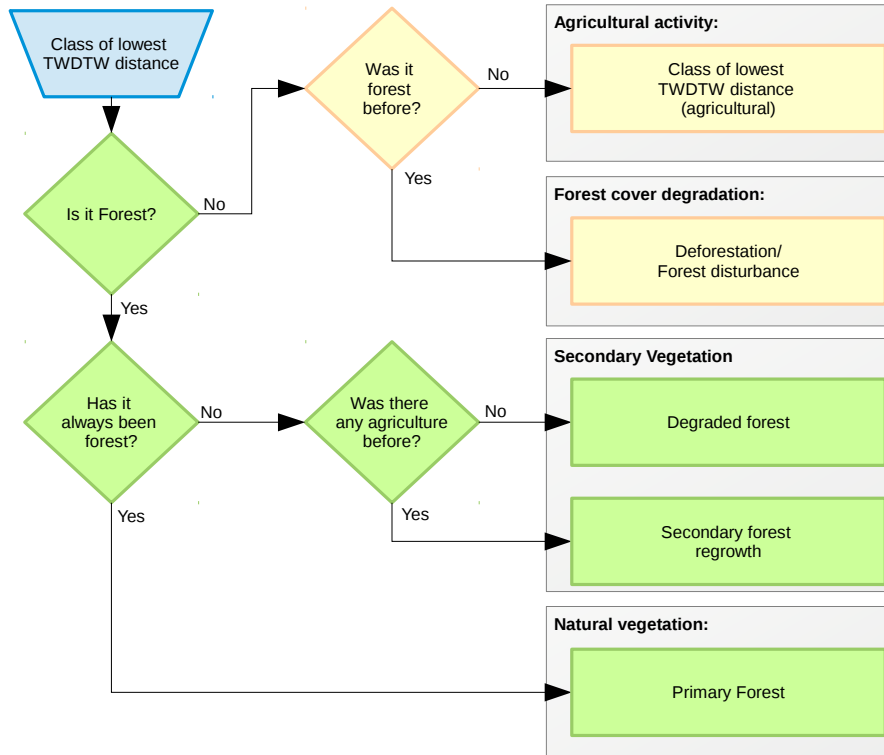 Class of lowest
TWDTW distance
Is it Forest?
No
Yes
Was it
forest
before?
No
Yes
Agricultural activity:
Class of lowest
TWDTW distance
(agricultural)
Forest cover degradation:
Deforestation/
Forest disturbance
Has it
always been
forest?
No
Yes
Was there
any agriculture
before?
No
Yes
Secondary Vegetation
Degraded forest
Secondary forest
regrowth
Natural vegetation:
Primary Forest